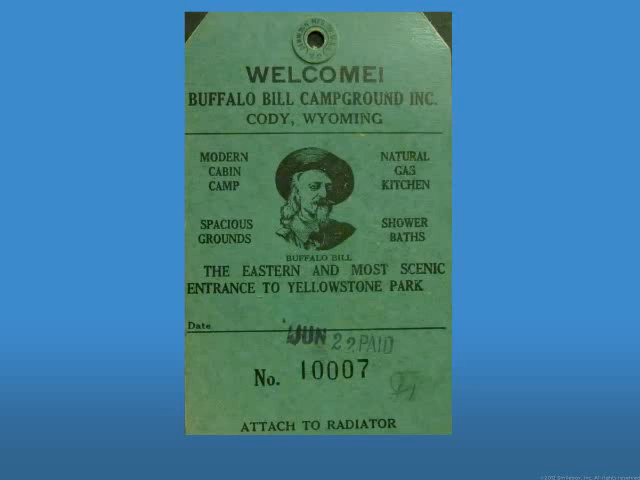 WELCOME!
BUFFALO BILL CAMPGROUND INC.
CODY, WYOMING
MODERN
CABIN
CAMP
NATURAL
GAS
KITCHEN
SPACIOUS
GROUNDS
SHOWER
BATHS
BUFFALO BILL
THE EASTERN AND MOST SCENIC
ENTRANCE TO YELLOWSTONE PARK
Date
JUN 22 PAID
No. 10007
ATTACH TO RADIATOR